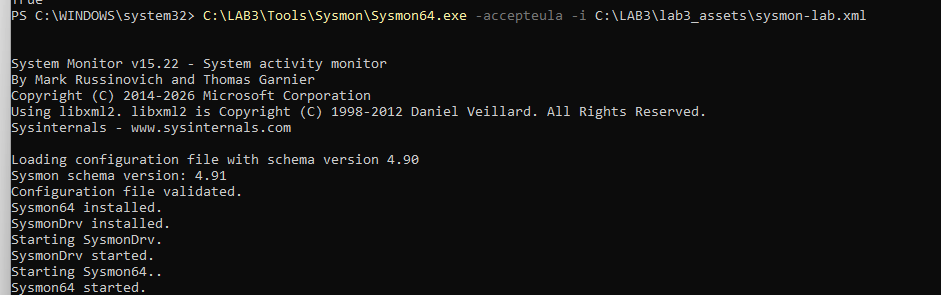 True
PS C:\WINDOWS\system32> C:\LAB3\Tools\Sysmon\Sysmon64.exe -accepteula -i C:\LAB3\lab3_assets\sysmon-lab.xml
System Monitor v15.22 - System activity monitor
By Mark Russinovich and Thomas Garnier
Copyright (C) 2014-2026 Microsoft Corporation
Using libxml2. libxml2 is Copyright (C) 1998-2012 Daniel Veillard. All Rights Reserved.
Sysinternals - www.sysinternals.com
Loading configuration file with schema version 4.90
Sysmon schema version: 4.91
Configuration file validated.
Sysmon64 installed.
SysmonDrv installed.
Starting SysmonDrv.
SysmonDrv started.
Starting Sysmon64..
Sysmon64 started.